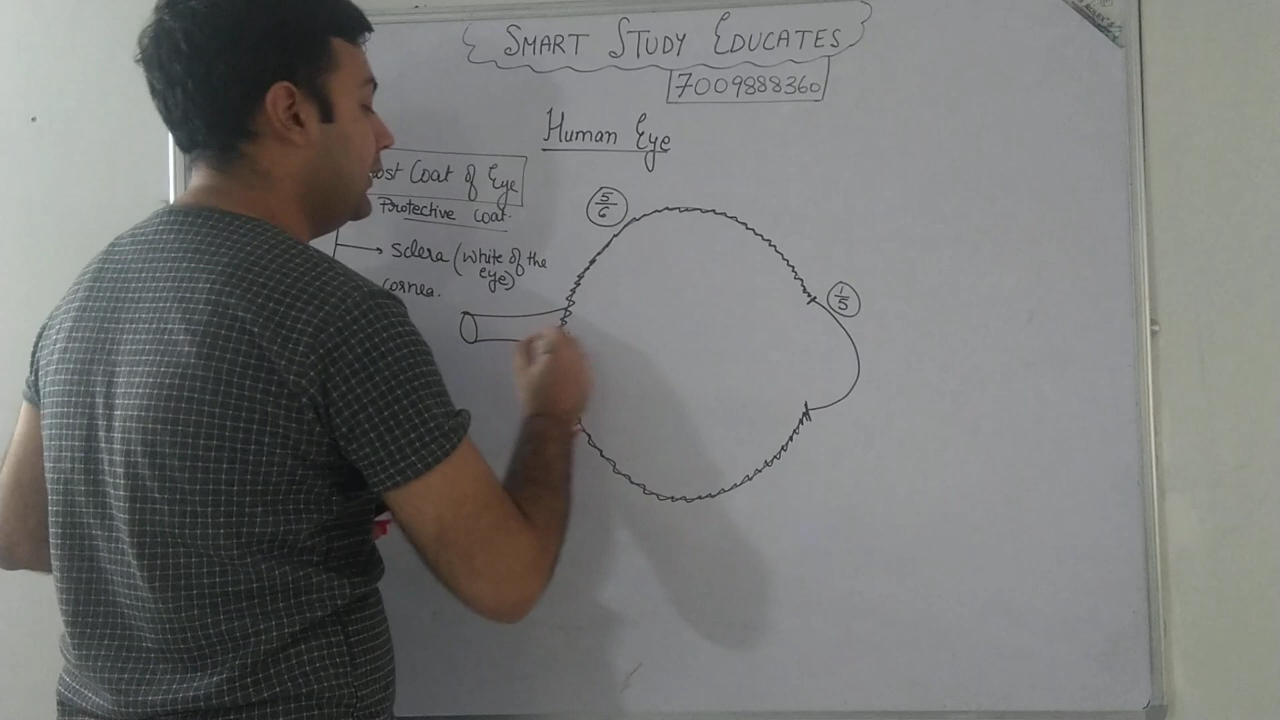 SMART STUDY EDUCATES
7009888360
Human Eye
Coat of Eye
Protective coat.
sclera (white of the
eye)
cornea.
5/6
1/5